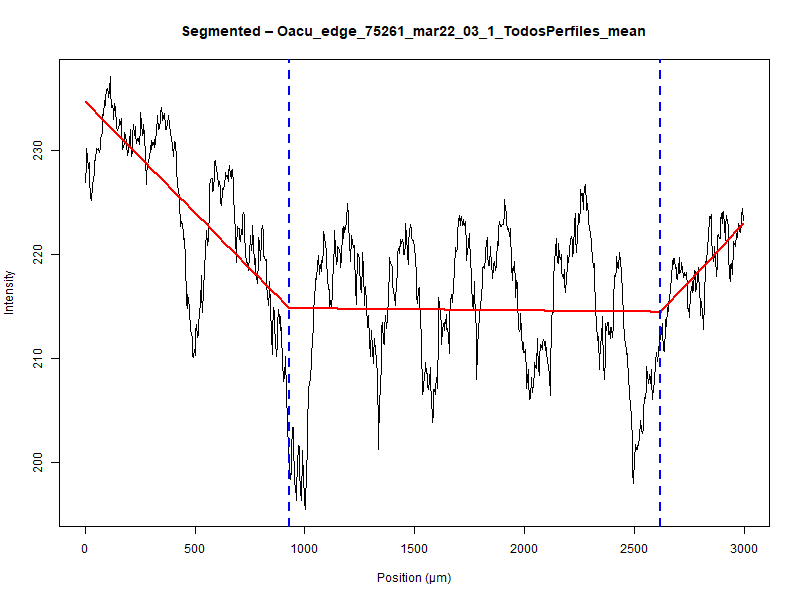 Segmented – Oacu_edge_75261_mar22_03_1_TodosPerfiles_mean
Intensity
230
220
210
200
0 500 1000 1500 2000 2500 3000
Position (µm)